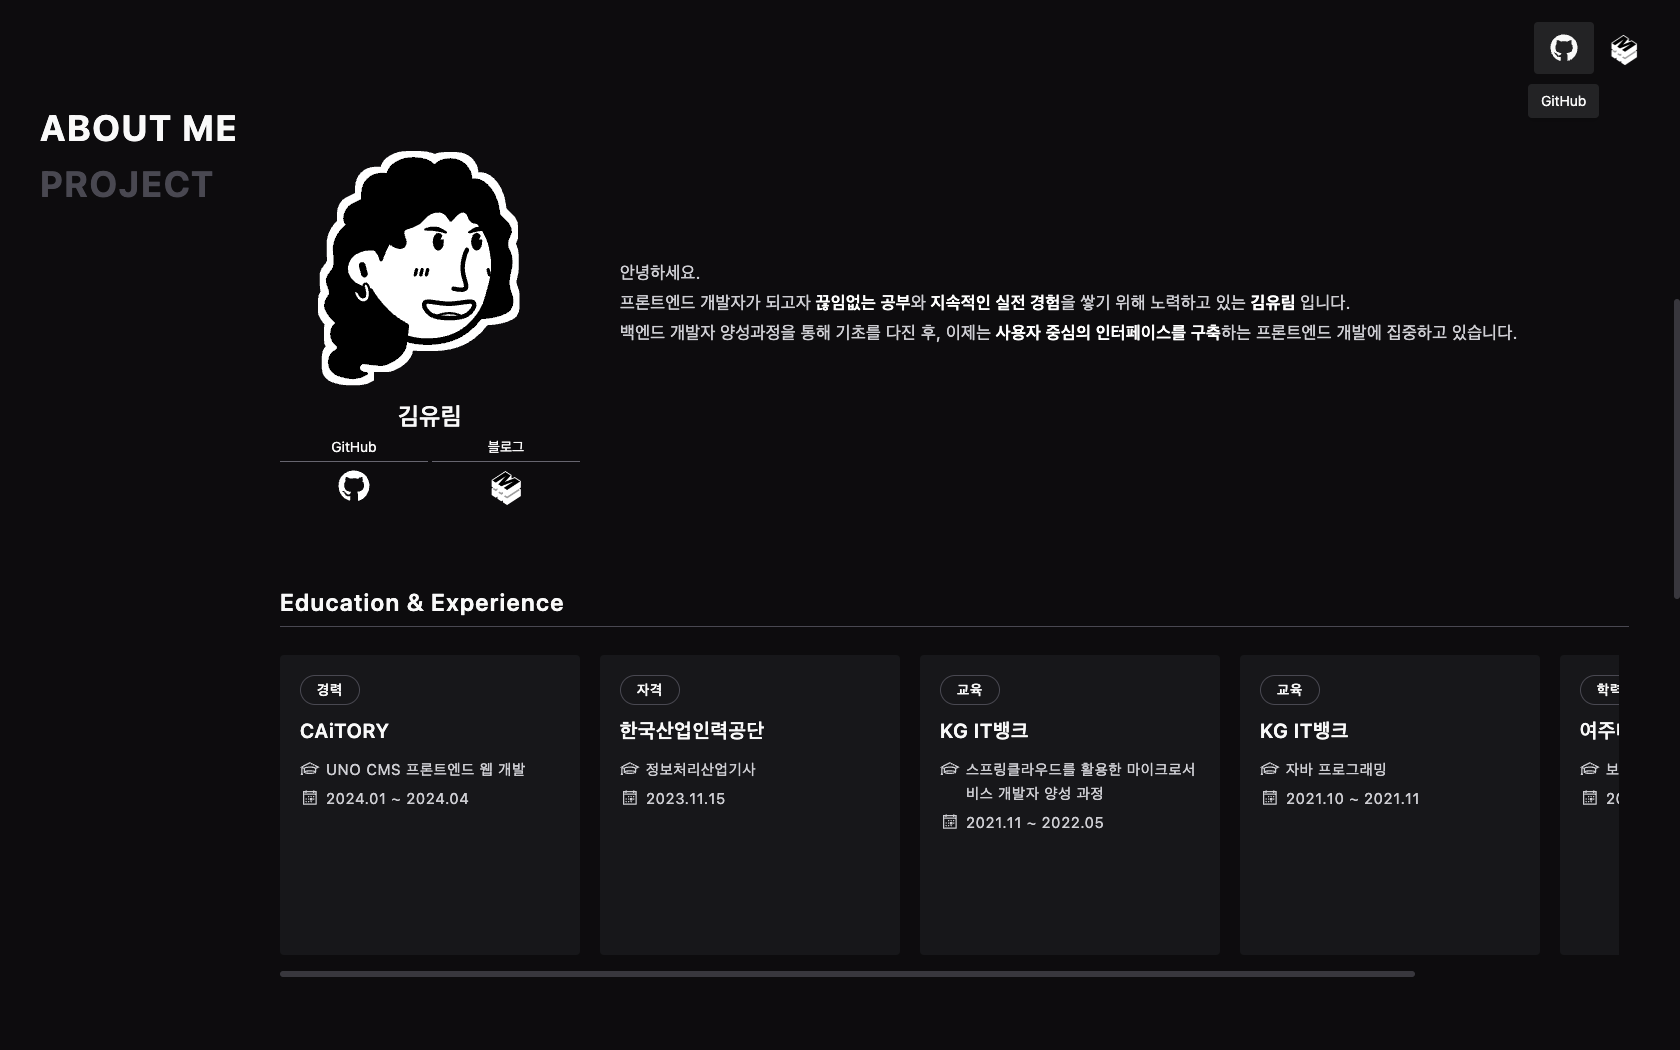 GitHub
ABOUT ME
PROJECT
안녕하세요.
프론트엔드 개발자가 되고자 끊임없는 공부와 지속적인 실전 경험을 쌓기 위해 노력하고 있는 김유림 입니다.
백엔드 개발자 양성과정을 통해 기초를 다진 후, 이제는 사용자 중심의 인터페이스를 구축하는 프론트엔드 개발에 집중하고 있습니다.
김유림
GitHub
블로그
Education & Experience
경력
CAiTORY
UNO CMS 프론트엔드 웹 개발
2024.01 ~ 2024.04
자격
한국산업인력공단
정보처리산업기사
2023.11.15
교육
KG IT뱅크
스프링클라우드를 활용한 마이크로서
비스 개발자 양성 과정
2021.11 ~ 2022.05
교육
KG IT뱅크
자바 프로그래밍
2021.10 ~ 2021.11
학력
여주